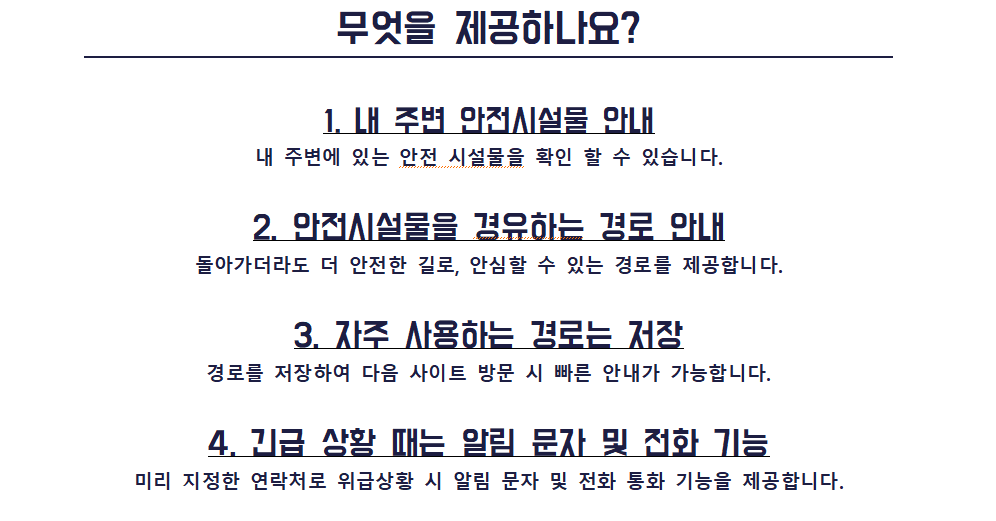 무엇을 제공하나요?
1. 내 주변 안전시설물 안내
내 주변에 있는 안전 시설물을 확인 할 수 있습니다.
2. 안전시설물을 경유하는 경로 안내
돌아가더라도 더 안전한 길로, 안심할 수 있는 경로를 제공합니다.
3. 자주 사용하는 경로는 저장
경로를 저장하여 다음 사이트 방문 시 빠른 안내가 가능합니다.
4. 긴급 상황 때는 알림 문자 및 전화 기능
미리 지정한 연락처로 위급상황 시 알림 문자 및 전화 통화 기능을 제공합니다.